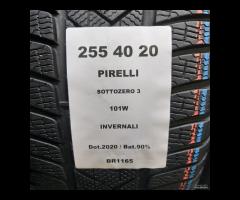 255 40 20
PIRELLI
SOTTOZERO 3
101W
INVERNALI
Dot.2020 / Bat.90%
BR1165